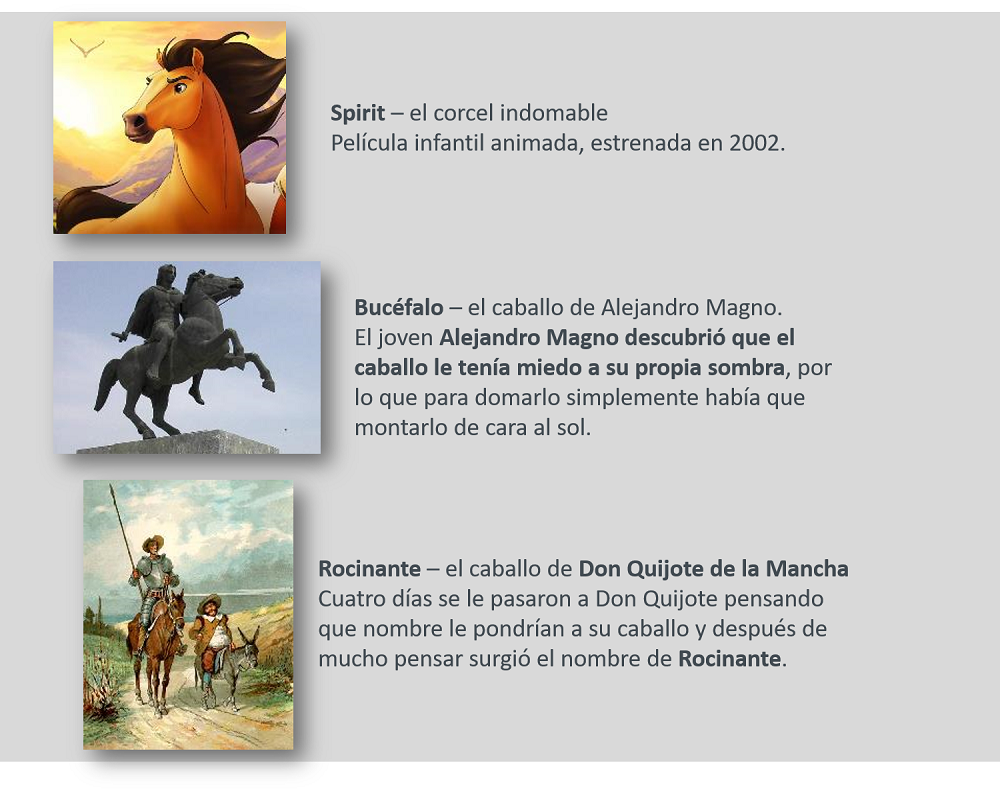 Spirit – el corcel indomable
Película infantil animada, estrenada en 2002.
Bucéfalo – el caballo de Alejandro Magno.
El joven Alejandro Magno descubrió que el
caballo le tenía miedo a su propia sombra, por
lo que para domarlo simplemente había que
montarlo de cara al sol.
Rocinante – el caballo de Don Quijote de la Mancha
Cuatro días se le pasaron a Don Quijote pensando
que nombre le pondrían a su caballo y después de
mucho pensar surgió el nombre de Rocinante.